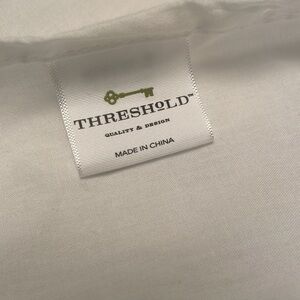 THRESHOLD™
QUALITY & DESIGN
MADE IN CHINA